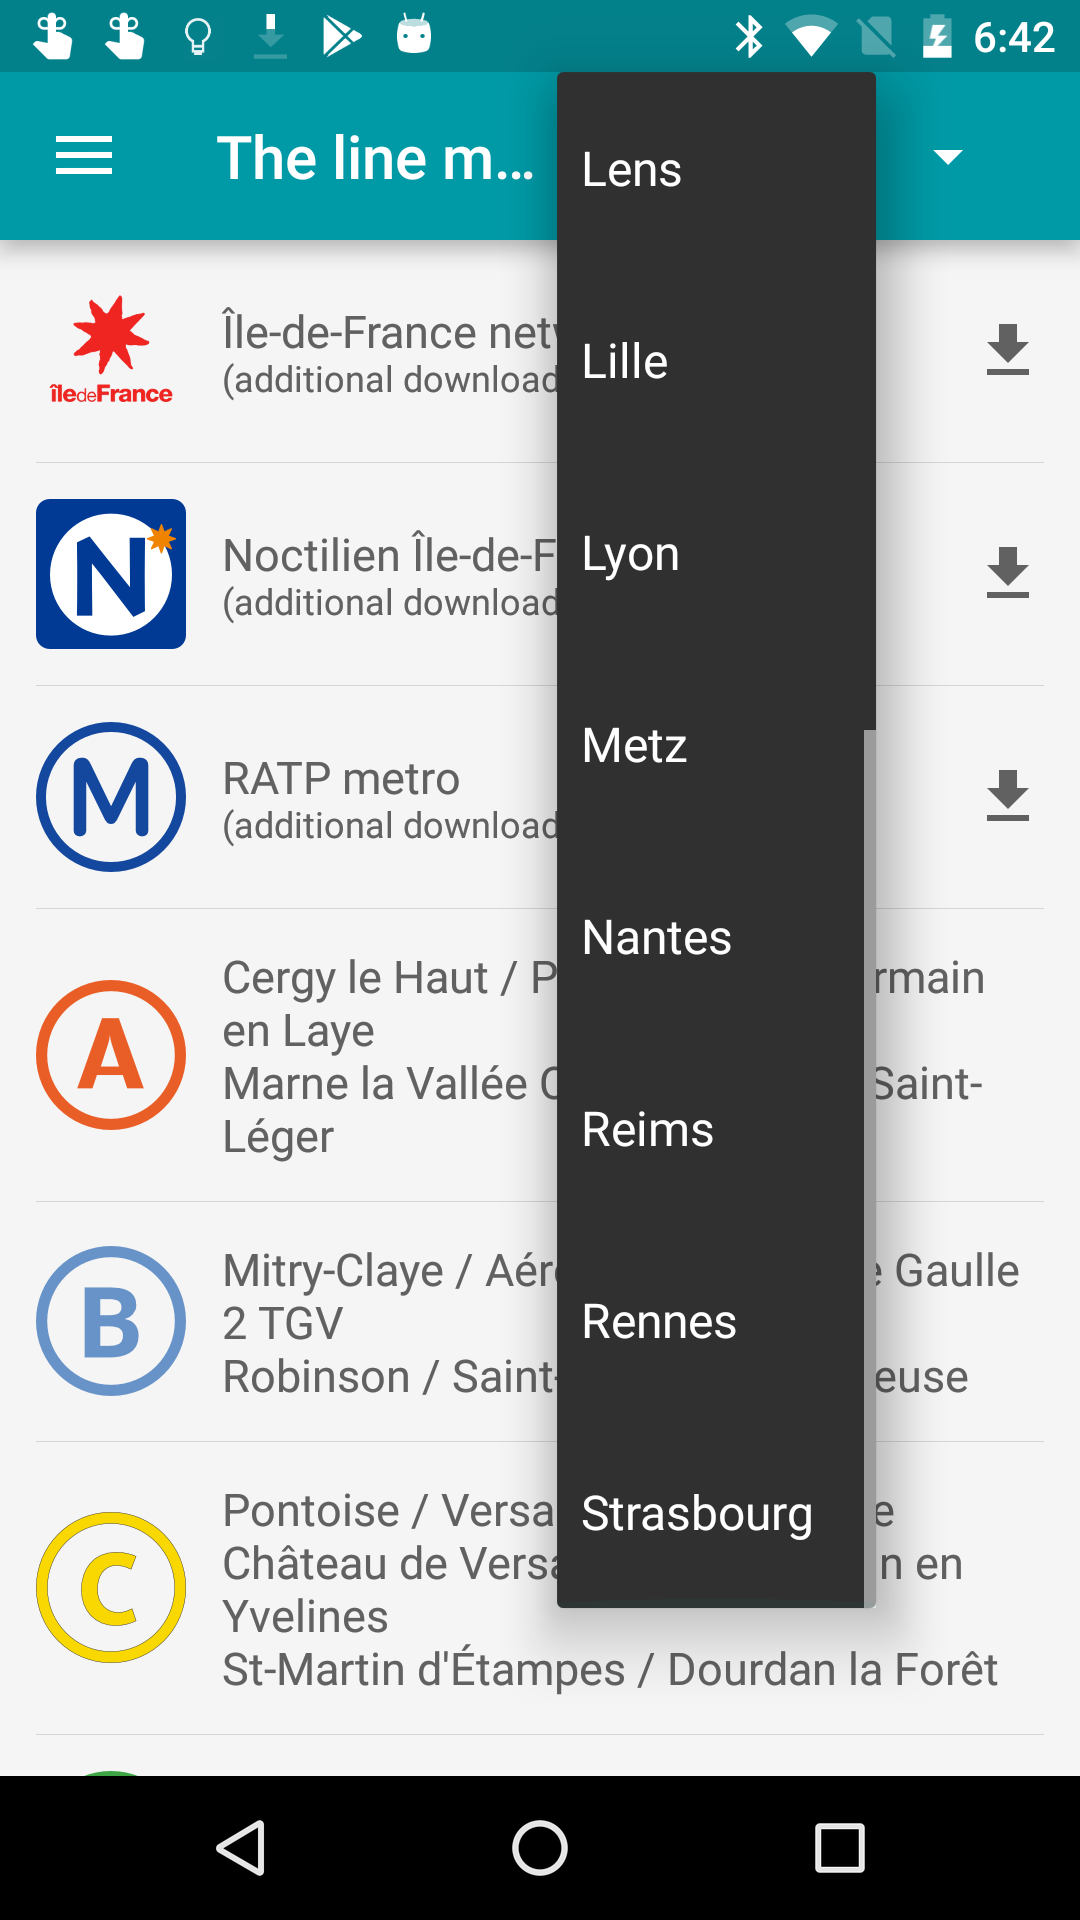 6:42
The line m...
Île-de-France
(additional download
îledeFrance
Noctilien Île-de-F
(additional download
N
RATP metro
(additional download
M
Cergy le Haut / P
en Laye
Marne la Vallée
Saint-
Léger
A
Mitry-Claye / Aér
Gaulle
2 TGV
Robinson / Saint-
B
Pontoise / Versa
Château de Versa
n en
Yvelines
St-Martin d'Étampes / Dourdan la Forêt
C
Lens
Lille
Lyon
Metz
Nantes
Reims
Rennes
Strasbourg